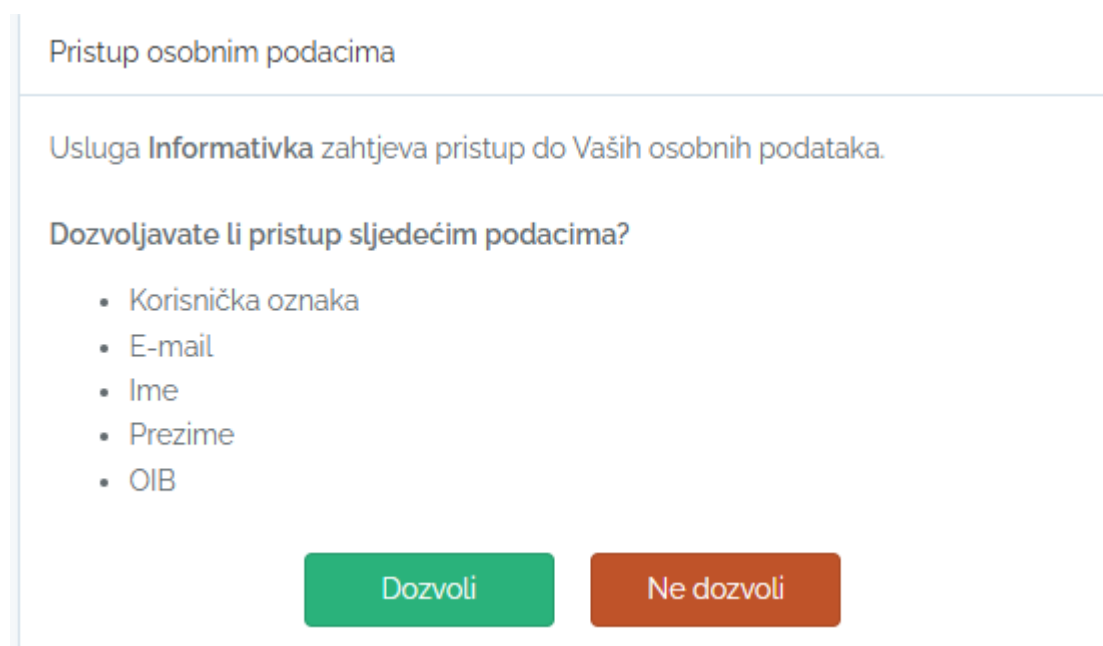 Pristup osobnim podacima
Usluga Informativka zahtjeva pristup do Vaših osobnih podataka.
Dozvoljavate li pristup sljedećim podacima?
• Korisnička oznaka
• E-mail
• Ime
• Prezime
• OIB
Dozvoli
Ne dozvoli